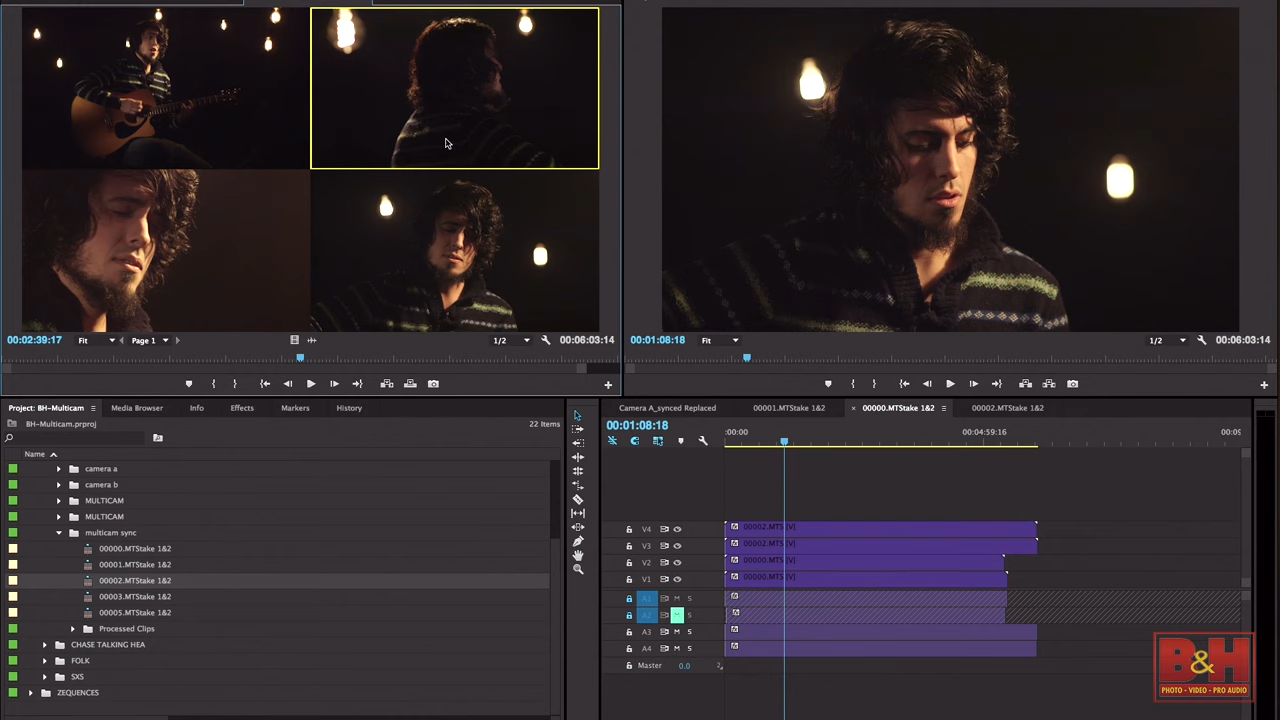 00:02:39:17 Fit Page 1 1/2 00:06:03:14
00:01:08:18 Fit 1/2 00:06:03:14
Project: BH-Multicam Media Browser Info Effects Markers History
BH-Multicam.prproj 22 Items
Name
camera a
camera b
MULTICAM
MULTICAM
multicam sync
00000.MTStake 1&2
00001.MTStake 1&2
00002.MTStake 1&2
00003.MTStake 1&2
00005.MTStake 1&2
Processed Clips
CHASE TALKING HEA
FOLK
SXS
ZEQUENCES
Camera A_synced Replaced 00001.MTStake 1&2 × 00000.MTStake 1&2 00002.MTStake 1&2
00:01:08:18
:00:00 00:04:59:16 00:09
V4 00002.MTS [V]
V3 00002.MTS [V]
V2 00000.MTS [V]
V1 00000.MTS [V]
A1 M S
A2 M S
A3 M S
A4 M S
Master 0.0
B&H
PHOTO - VIDEO - PRO AUDIO